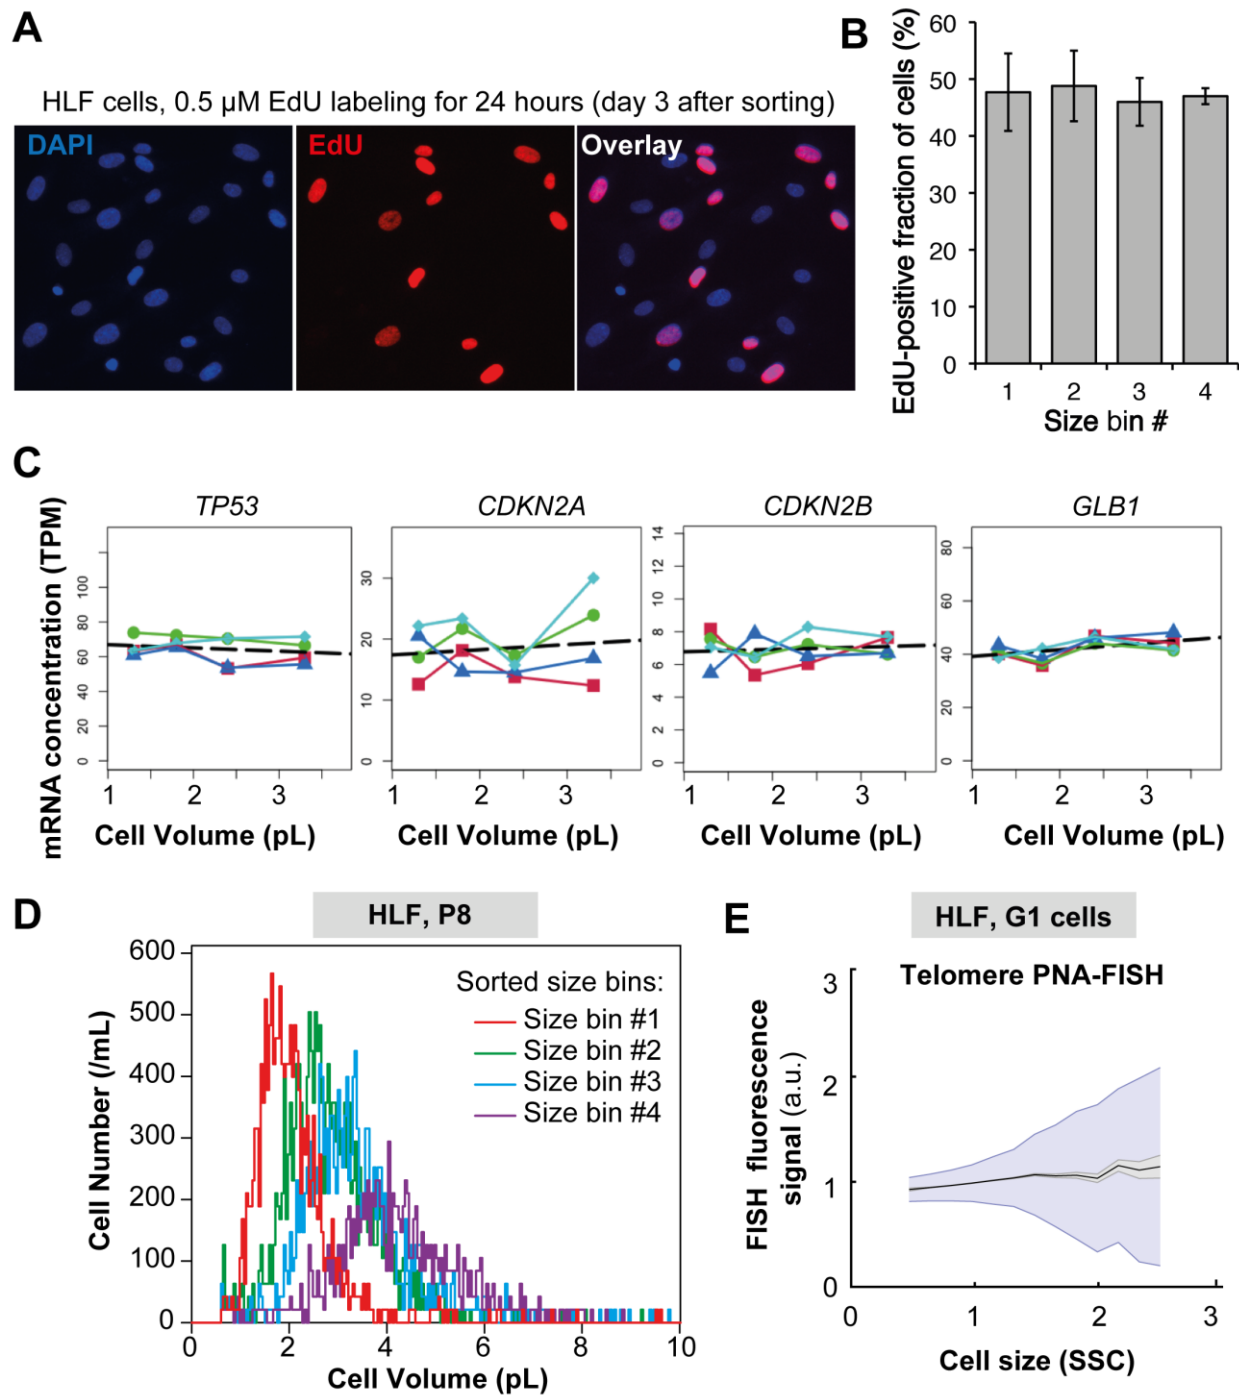 A
HLF cells, 0.5 µM EdU labeling for 24 hours (day 3 after sorting)
DAPI
EdU
Overlay
B
EdU-positive fraction of cells (%)
60
50
40
30
20
10
0
1 2 3 4
Size bin #
C
mRNA concentration (TPM)
TP53
0 20 40 60 80 100
1 2 3
Cell Volume (pL)
CDKN2A
0 10 20 30
1 2 3
Cell Volume (pL)
CDKN2B
0 2 4 6 8 10 12 14
1 2 3
Cell Volume (pL)
GLB1
0 20 40 60 80
1 2 3
Cell Volume (pL)
D
HLF, P8
Cell Number (/mL)
600
500
400
300
200
100
0
Sorted size bins:
Size bin #1
Size bin #2
Size bin #3
Size bin #4
0 2 4 6 8 10
Cell Volume (pL)
E
HLF, G1 cells
Telomere PNA-FISH
FISH fluorescence
signal (a.u.)
3
2
1
0
0 1 2 3
Cell size (SSC)